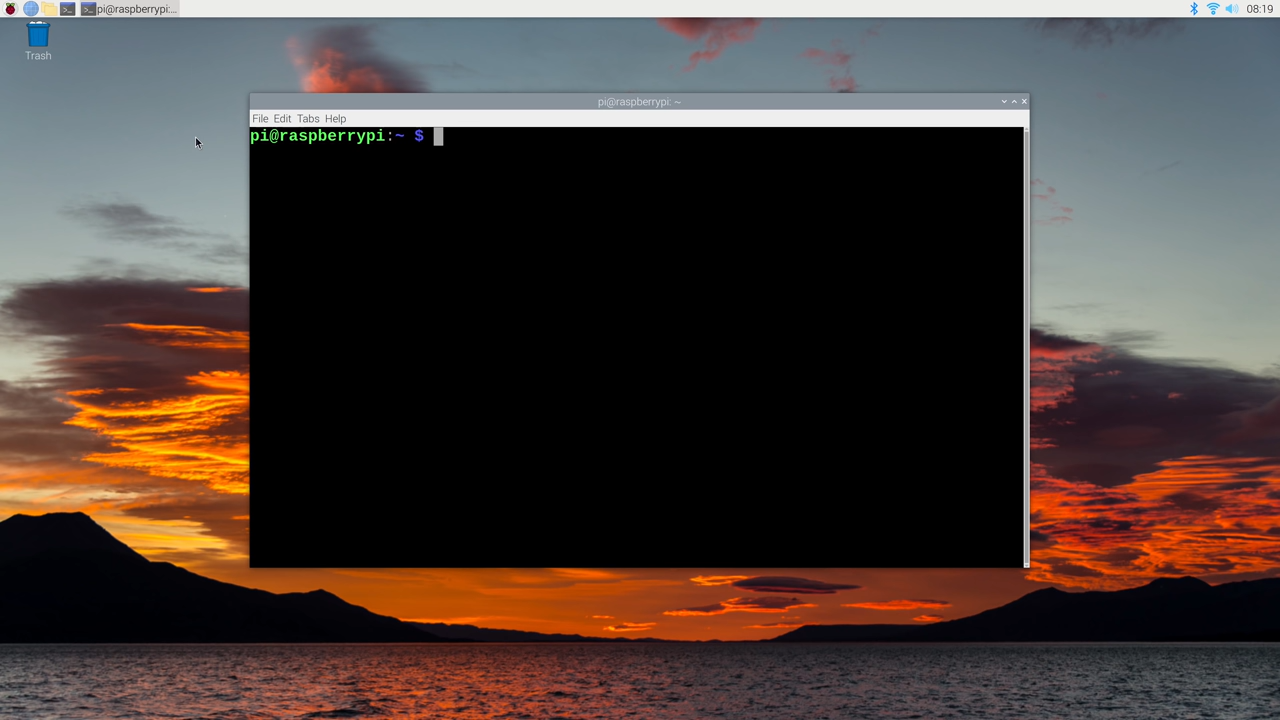 pi@raspberrypi:...
08:19
Trash
pi@raspberrypi: ~
File Edit Tabs Help
pi@raspberrypi:~ $